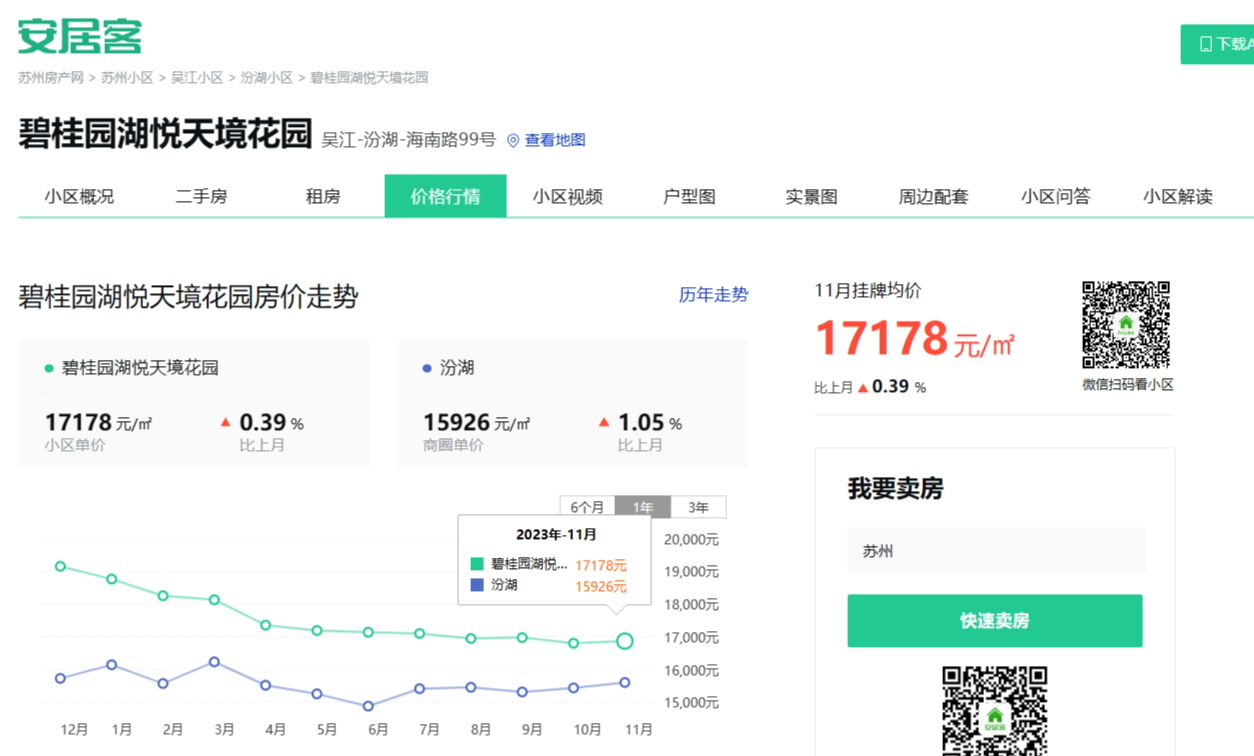 安居客
下载A
苏州房产网 > 苏州小区 > 吴江小区 > 汾湖小区 > 碧桂园湖悦天境花园
碧桂园湖悦天境花园 吴江-汾湖-海南路99号 查看地图
小区概况 二手房 租房 价格行情 小区视频 户型图 实景图 周边配套 小区问答 小区解读
碧桂园湖悦天境花园房价走势 历年走势
碧桂园湖悦天境花园
17178 元/㎡ 0.39 %
小区单价 比上月
汾湖
15926 元/㎡ 1.05 %
商圈单价 比上月
6个月 1年 3年
2023年-11月
碧桂园湖悦... 17178元
汾湖 15926元
20,000元
19,000元
18,000元
17,000元
16,000元
15,000元
12月 1月 2月 3月 4月 5月 6月 7月 8月 9月 10月 11月
11月挂牌均价
17178 元/㎡
比上月 0.39 %
微信扫码看小区
我要卖房
苏州
快速卖房
安居客